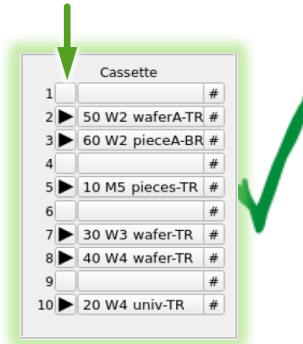 Cassette
1 #
2 50 W2 waferA-TR #
3 60 W2 pieceA-BR #
4 #
5 10 M5 pieces-TR #
6 #
7 30 W3 wafer-TR #
8 40 W4 wafer-TR #
9 #
10 20 W4 univ-TR #